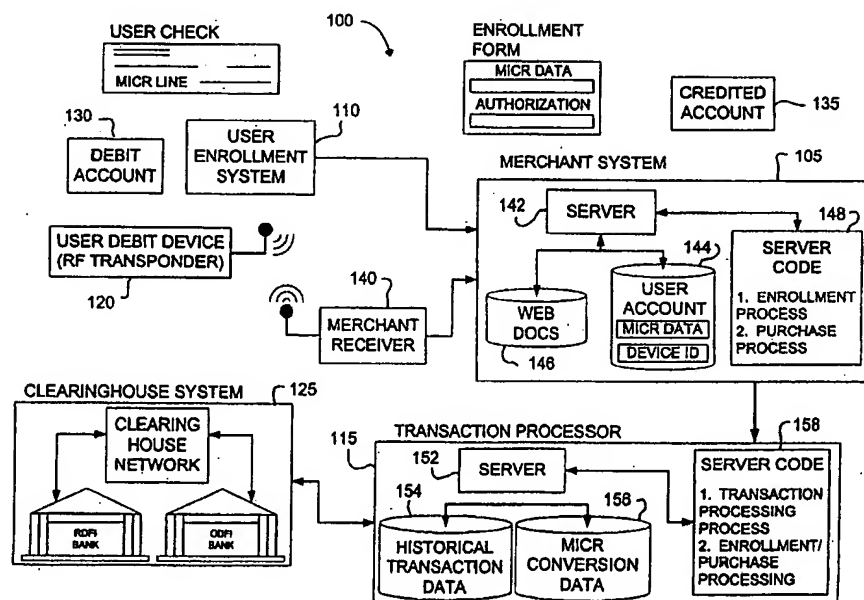 USER CHECK
MICR LINE
100
ENROLLMENT
FORM
MICR DATA
AUTHORIZATION
CREDITED
ACCOUNT
135
130
DEBIT
ACCOUNT
110
USER
ENROLLMENT
SYSTEM
MERCHANT SYSTEM
105
142
SERVER
148
SERVER
CODE
1. ENROLLMENT
PROCESS
2. PURCHASE
PROCESS
144
USER
ACCOUNT
MICR DATA
DEVICE ID
WEB
DOCS
146
USER DEBIT DEVICE
(RF TRANSPONDER)
120
140
MERCHANT
RECEIVER
CLEARINGHOUSE SYSTEM
125
CLEARING
HOUSE
NETWORK
RDFI
BANK
ODFI
BANK
TRANSACTION PROCESSOR
115
152
SERVER
154
HISTORICAL
TRANSACTION
DATA
156
MICR
CONVERSION
DATA
158
SERVER CODE
1. TRANSACTION
PROCESSING
PROCESS
2. ENROLLMENT/
PURCHASE
PROCESSING